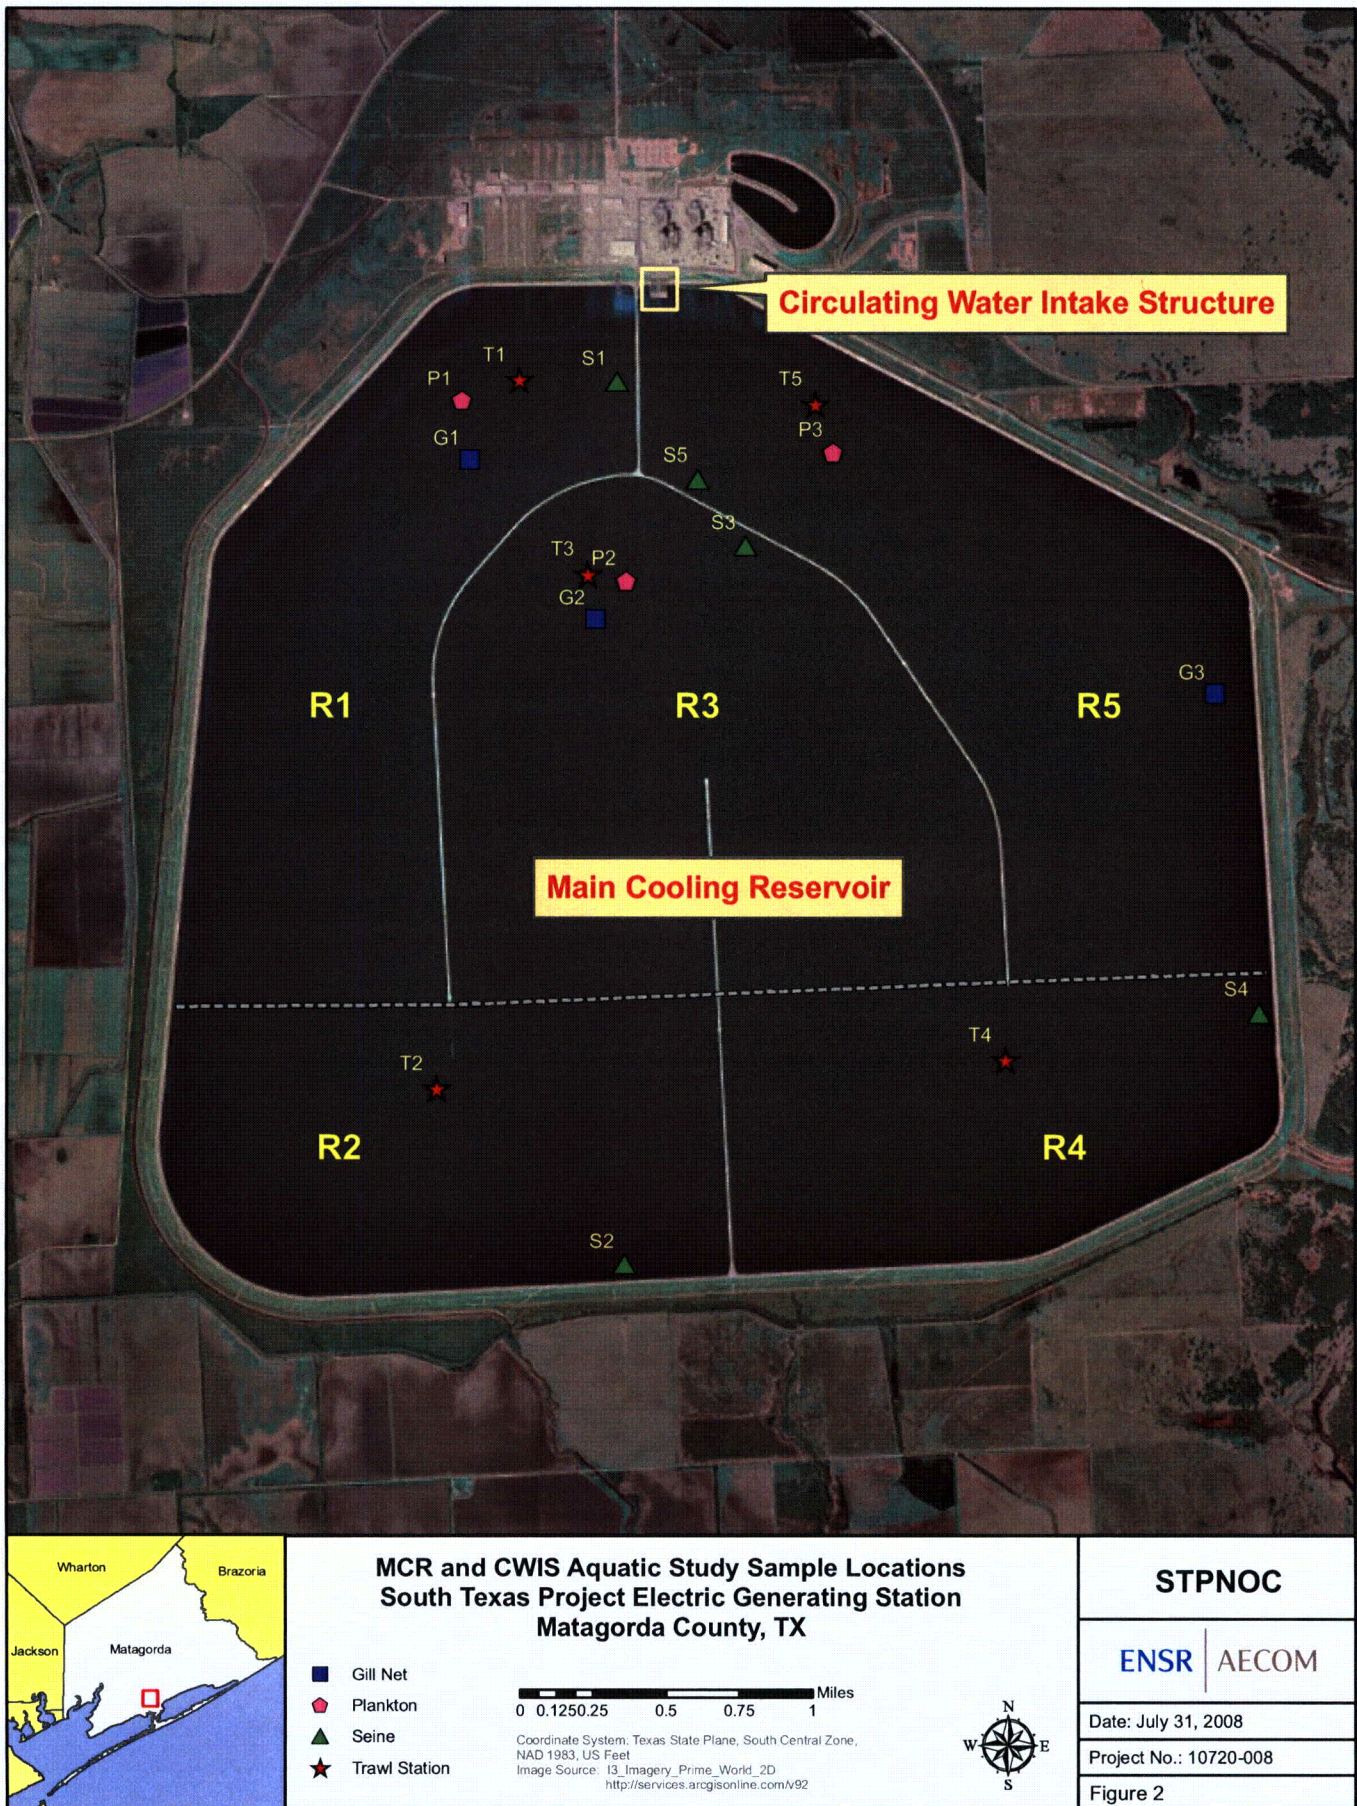 Circulating Water Intake Structure
T1
S1
P1
T5
G1
P3
S5
S3
T3
P2
G2
G3
R1
R3
R5
Main Cooling Reservoir
S4
T4
T2
R2
R4
S2
Wharton
Brazoria
Jackson
Matagorda
MCR and CWIS Aquatic Study Sample Locations
South Texas Project Electric Generating Station
Matagorda County, TX
Gill Net
Plankton
Seine
Trawl Station
Miles
0 0.125 0.25 0.5 0.75 1
Coordinate System: Texas State Plane, South Central Zone,
NAD 1983, US Feet
Image Source: I3_Imagery_Prime_World_2D
http://services.arcgisonline.com/v92
N
W E
S
STPNOC
ENSR AECOM
Date: July 31, 2008
Project No.: 10720-008
Figure 2